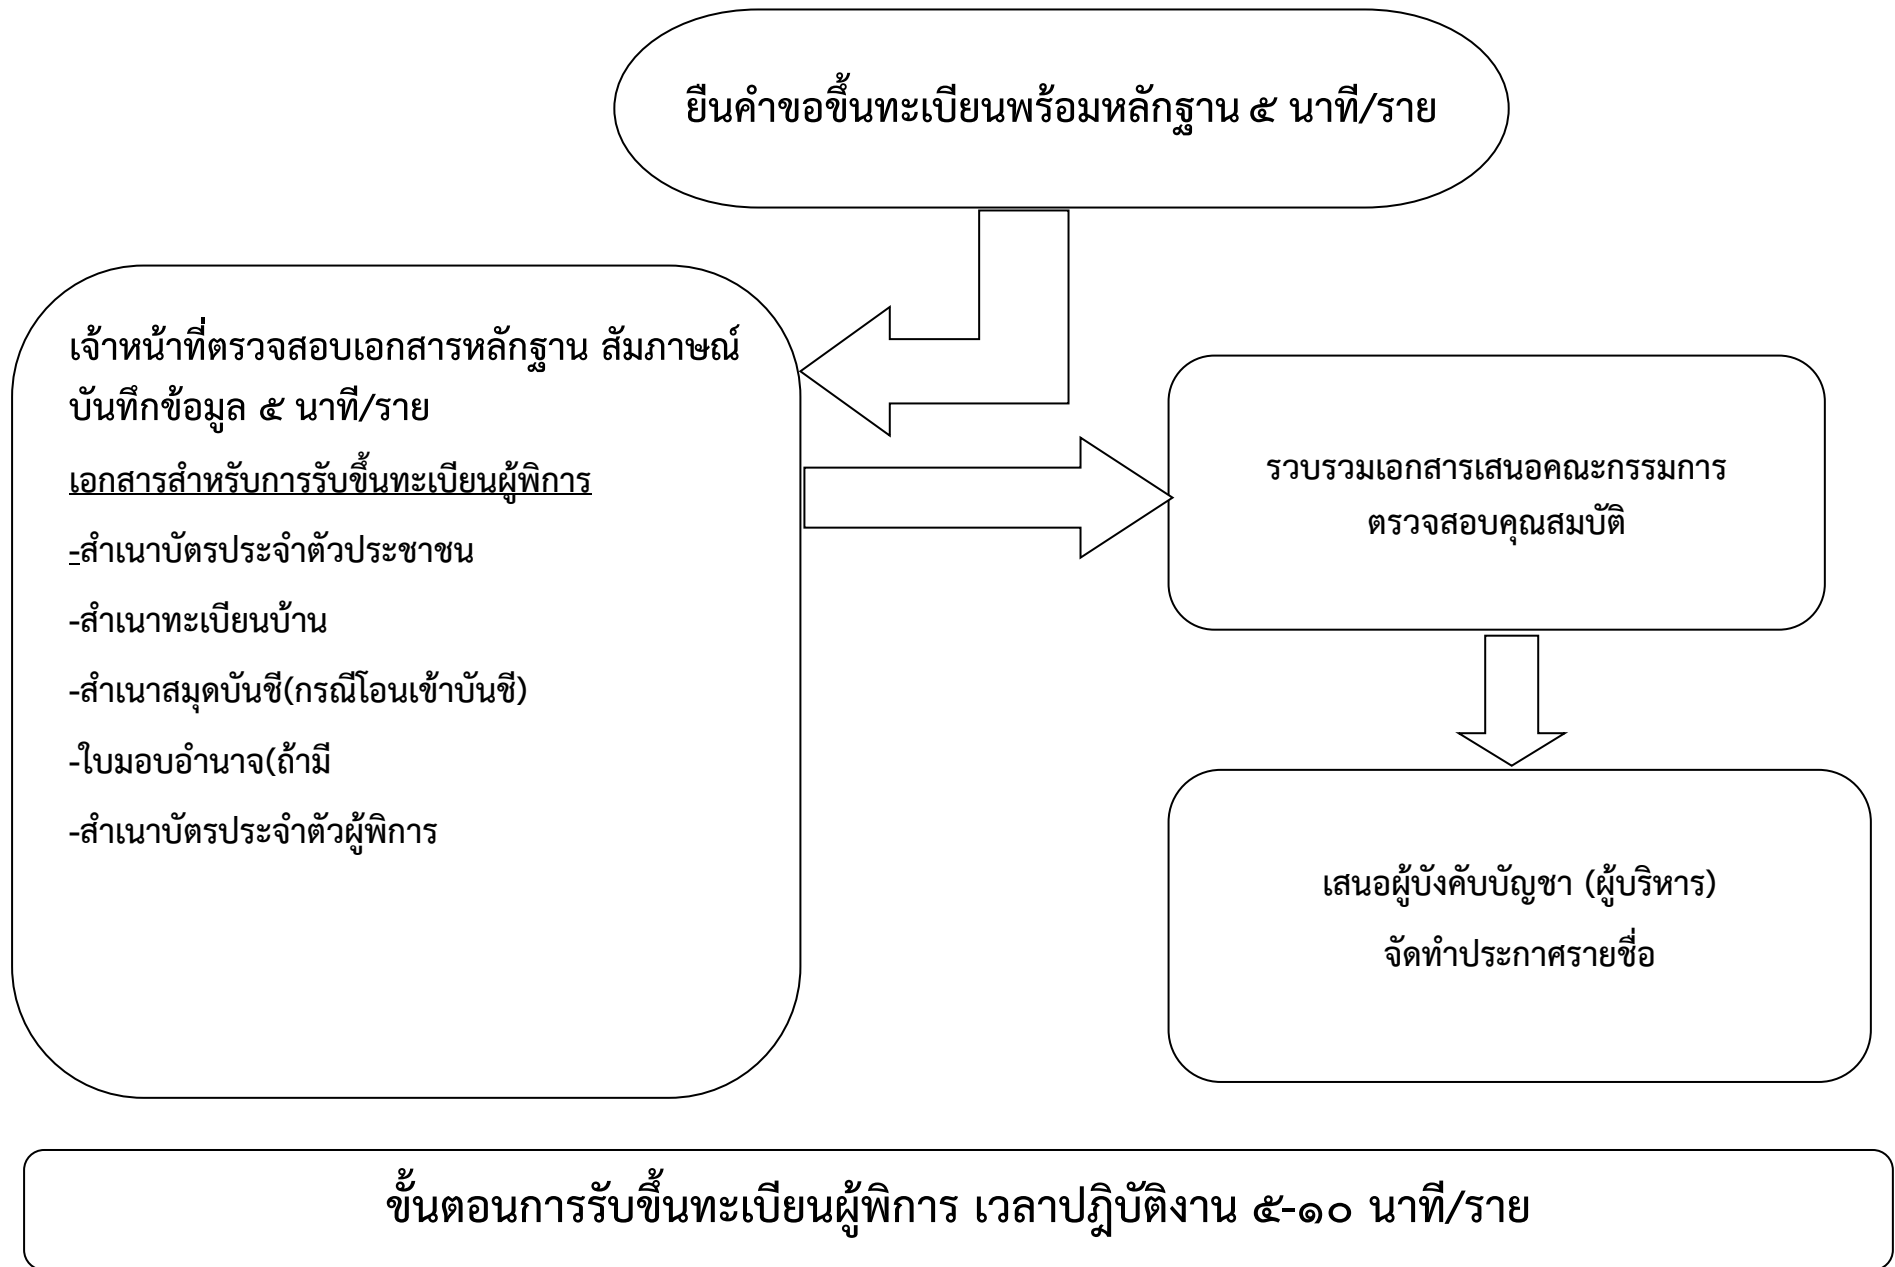 ยืนคำขอขึ้นทะเบียนพร้อมหลักฐาน ๕ นาที/ราย
เจ้าหน้าที่ตรวจสอบเอกสารหลักฐาน สัมภาษณ์
บันทึกข้อมูล ๕ นาที/ราย
เอกสารสำหรับการรับขึ้นทะเบียนผู้พิการ
-สำเนาบัตรประจำตัวประชาชน
-สำเนาทะเบียนบ้าน
-สำเนาสมุดบันชี(กรณีโอนเข้าบันชี)
-ใบมอบอำนาจ(ถ้ามี
-สำเนาบัตรประจำตัวผู้พิการ
รวบรวมเอกสารเสนอคณะกรรมการ
ตรวจสอบคุณสมบัติ
เสนอผู้บังคับบัญชา (ผู้บริหาร)
จัดทำประกาศรายชื่อ
ขั้นตอนการรับขึ้นทะเบียนผู้พิการ เวลาปฎิบัติงาน ๕-๑๐ นาที/ราย